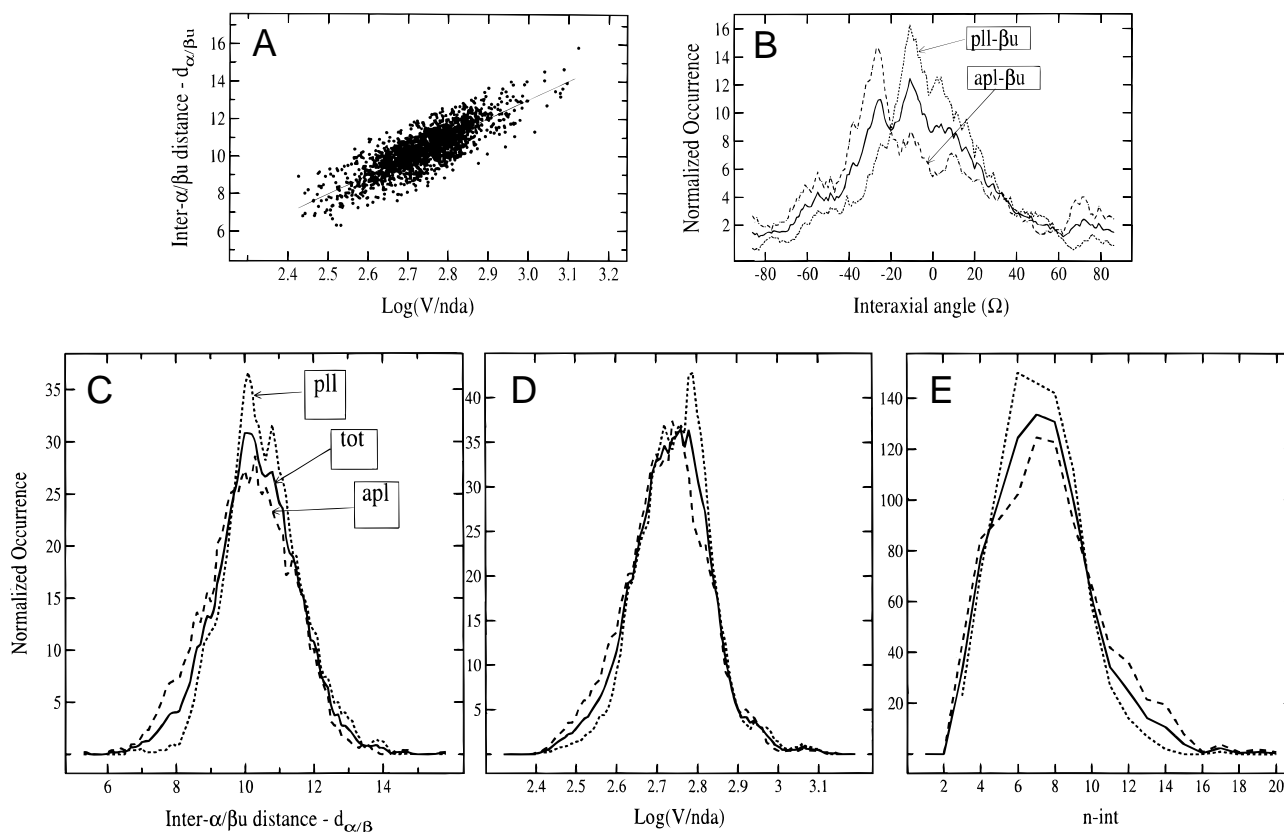 A
Inter-α/βu distance - dα/βu
16
14
12
10
8
6
2.4 2.5 2.6 2.7 2.8 2.9 3.0 3.1 3.2
Log(V/nda)
B
Normalized Occurrence
16
14
12
10
8
6
4
2
pll-βu
apl-βu
-80 -60 -40 -20 0 20 40 60 80
Interaxial angle (Ω)
C
Normalized Occurrence
35
30
25
20
15
10
5
pll
tot
apl
6 8 10 12 14
Inter-α/βu distance - dα/β
D
40
35
30
25
20
15
10
5
2.4 2.5 2.6 2.7 2.8 2.9 3.0 3.1
Log(V/nda)
E
140
120
100
80
60
40
20
2 4 6 8 10 12 14 16 18 20
n-int